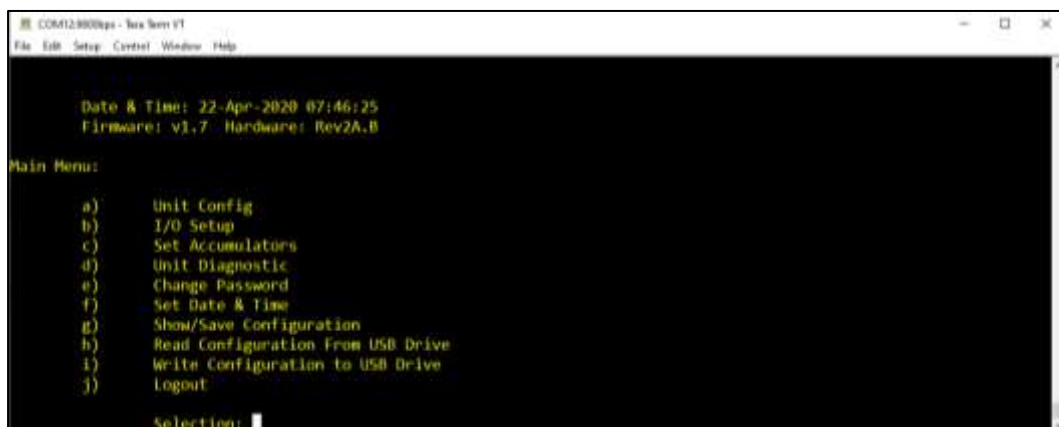 COM12:9600bps - Tera Term VT
File Edit Setup Control Window Help
Date & Time: 22-Apr-2020 07:46:25
Firmware: v1.7 Hardware: Rev2A.B
Main Menu:
a) Unit Config
b) I/O Setup
c) Set Accumulators
d) Unit Diagnostic
e) Change Password
f) Set Date & Time
g) Show/Save Configuration
h) Read Configuration From USB Drive
i) Write Configuration to USB Drive
j) Logout
Selection: